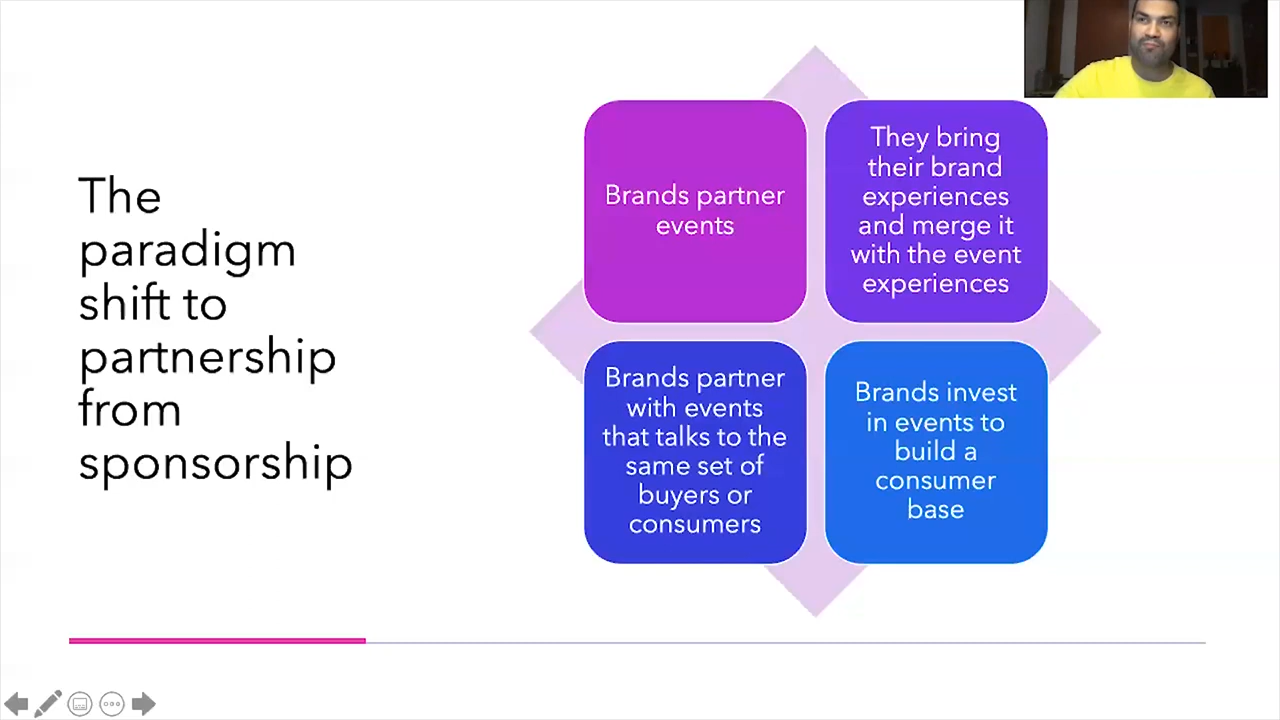 The
paradigm
shift to
partnership
from
sponsorship
Brands partner
events
They bring
their brand
experiences
and merge it
with the event
experiences
Brands partner
with events
that talks to the
same set of
buyers or
consumers
Brands invest
in events to
build a
consumer
base